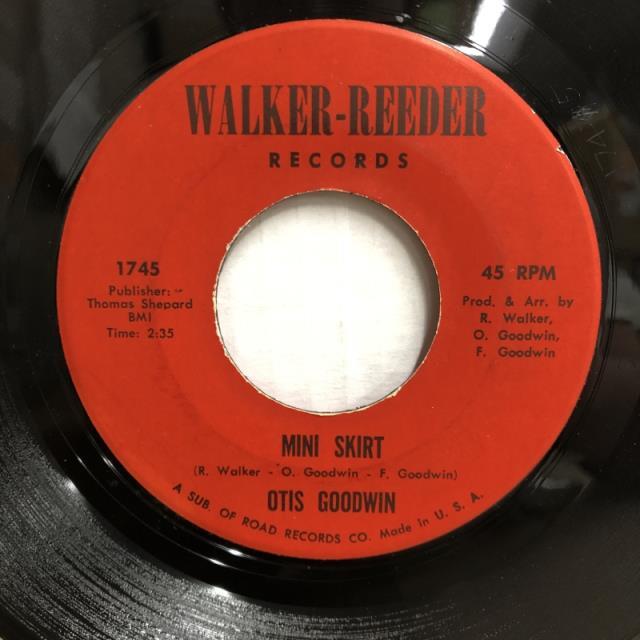 WALKER-REEDER
RECORDS
1745
Publisher:
Thomas Shepard
BMI
Time: 2:35
45 RPM
Prod. & Arr. by
R. Walker,
O. Goodwin,
F. Goodwin
MINI SKIRT
(R. Walker - O. Goodwin - F. Goodwin)
OTIS GOODWIN
A SUB. OF ROAD RECORDS CO. Made in U. S. A.